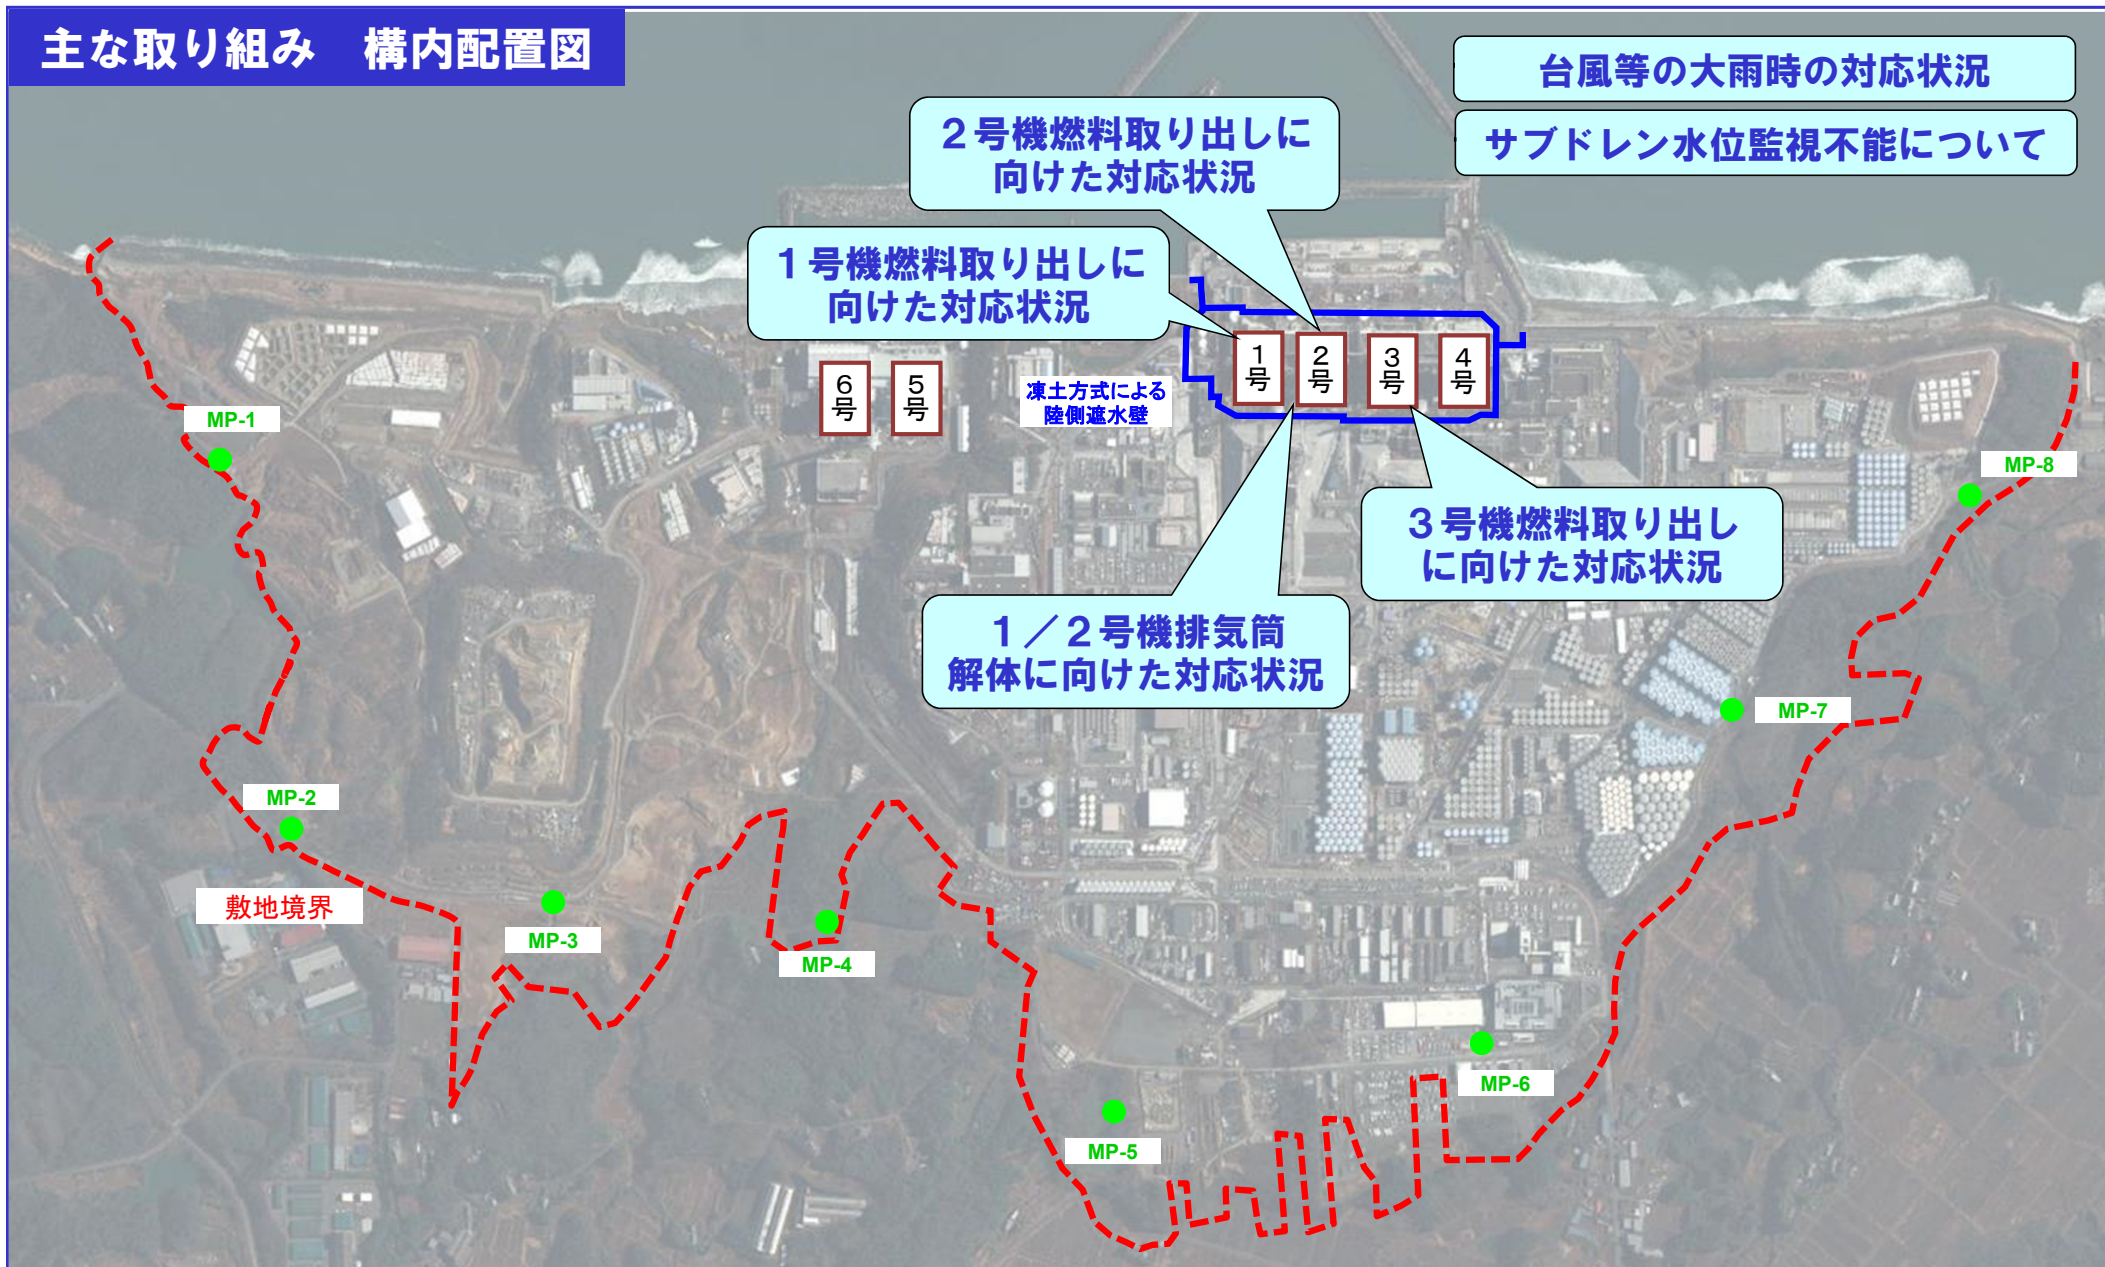 主な取り組み　構内配置図
台風等の大雨時の対応状況
サブドレン水位監視不能について
２号機燃料取り出しに
向けた対応状況
１号機燃料取り出しに
向けた対応状況
1号
2号
3号
4号
6号
5号
凍土方式による
陸側遮水壁
MP-1
MP-8
３号機燃料取り出し
に向けた対応状況
１／２号機排気筒
解体に向けた対応状況
MP-7
MP-2
敷地境界
MP-3
MP-4
MP-6
MP-5